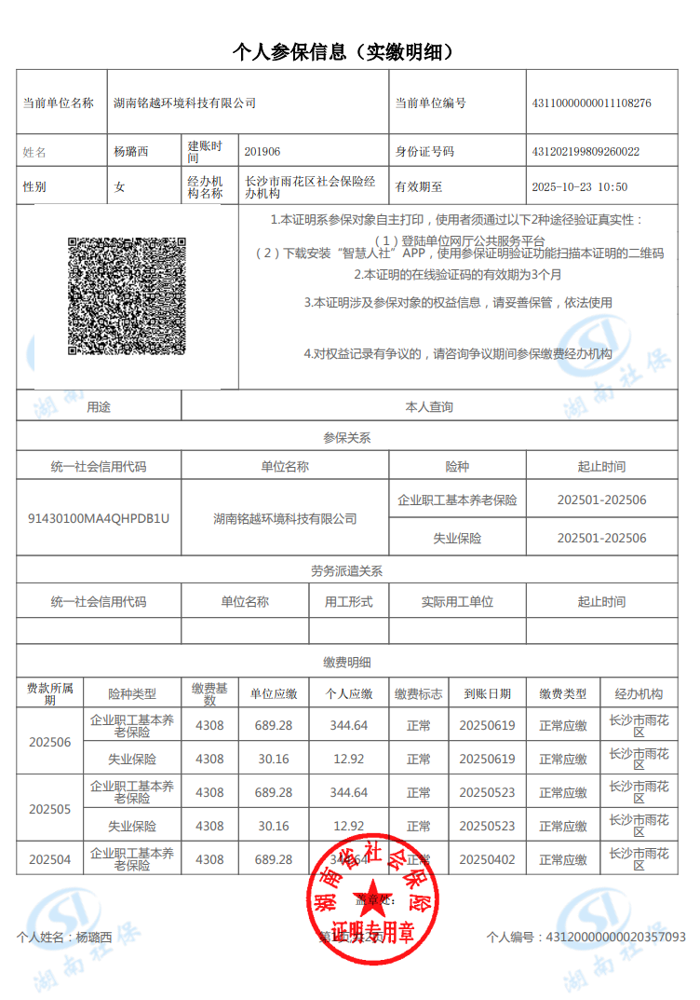 个人参保信息（实缴明细）
当前单位名称 湖南铭越环境科技有限公司 当前单位编号 43110000000011108276
姓名 杨璐西 建账时间 201906 身份证号码 431202199809260022
性别 女 经办机构名称 长沙市雨花区社会保险经办机构 有效期至 2025-10-23 10:50
1.本证明系参保对象自主打印，使用者须通过以下2种途径验证真实性：
（1）登陆单位网厅公共服务平台
（2）下载安装“智慧人社”APP，使用参保证明验证功能扫描本证明的二维码
2.本证明的在线验证码的有效期为3个月
3.本证明涉及参保对象的权益信息，请妥善保管，依法使用
4.对权益记录有争议的，请咨询争议期间参保缴费经办机构
用途 本人查询
参保关系
统一社会信用代码 单位名称 险种 起止时间
91430100MA4QHPDB1U 湖南铭越环境科技有限公司 企业职工基本养老保险 202501-202506
失业保险 202501-202506
劳务派遣关系
统一社会信用代码 单位名称 用工形式 实际用工单位 起止时间
缴费明细
费款所属期 险种类型 缴费基数 单位应缴 个人应缴 缴费标志 到账日期 缴费类型 经办机构
202506 企业职工基本养老保险 4308 689.28 344.64 正常 20250619 正常应缴 长沙市雨花区
失业保险 4308 30.16 12.92 正常 20250619 正常应缴 长沙市雨花区
202505 企业职工基本养老保险 4308 689.28 344.64 正常 20250523 正常应缴 长沙市雨花区
失业保险 4308 30.16 12.92 正常 20250523 正常应缴 长沙市雨花区
202504 企业职工基本养老保险 4308 689.28 344.64 正常 20250402 正常应缴 长沙市雨花区
湖南省社会保险
盖章处：
证明专用章
个人姓名：杨璐西 第1页,共2页 个人编号：43120000000020357093
SI
湖南社保